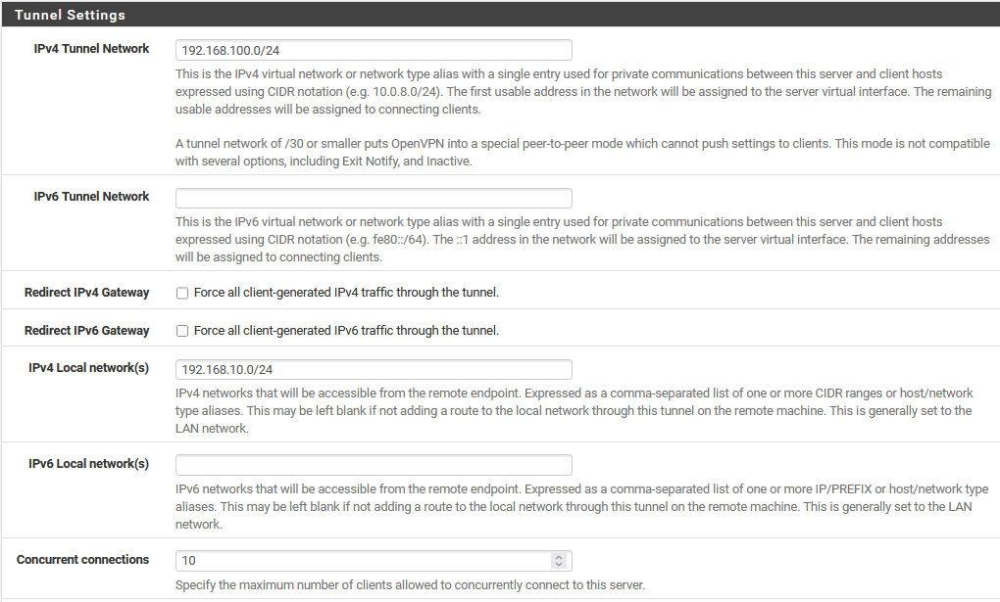 Tunnel Settings
IPv4 Tunnel Network
192.168.100.0/24
This is the IPv4 virtual network or network type alias with a single entry used for private communications between this server and client hosts
expressed using CIDR notation (e.g. 10.0.8.0/24). The first usable address in the network will be assigned to the server virtual interface. The remaining
usable addresses will be assigned to connecting clients.
A tunnel network of /30 or smaller puts OpenVPN into a special peer-to-peer mode which cannot push settings to clients. This mode is not compatible
with several options, including Exit Notify, and Inactive.
IPv6 Tunnel Network
This is the IPv6 virtual network or network type alias with a single entry used for private communications between this server and client hosts
expressed using CIDR notation (e.g. fe80::/64). The ::1 address in the network will be assigned to the server virtual interface. The remaining addresses
will be assigned to connecting clients.
Redirect IPv4 Gateway
Force all client-generated IPv4 traffic through the tunnel.
Redirect IPv6 Gateway
Force all client-generated IPv6 traffic through the tunnel.
IPv4 Local network(s)
192.168.10.0/24
IPv4 networks that will be accessible from the remote endpoint. Expressed as a comma-separated list of one or more CIDR ranges or host/network
type aliases. This may be left blank if not adding a route to the local network through this tunnel on the remote machine. This is generally set to the
LAN network.
IPv6 Local network(s)
IPv6 networks that will be accessible from the remote endpoint. Expressed as a comma-separated list of one or more IP/PREFIX or host/network type
aliases. This may be left blank if not adding a route to the local network through this tunnel on the remote machine. This is generally set to the LAN
network.
Concurrent connections
10
Specify the maximum number of clients allowed to concurrently connect to this server.